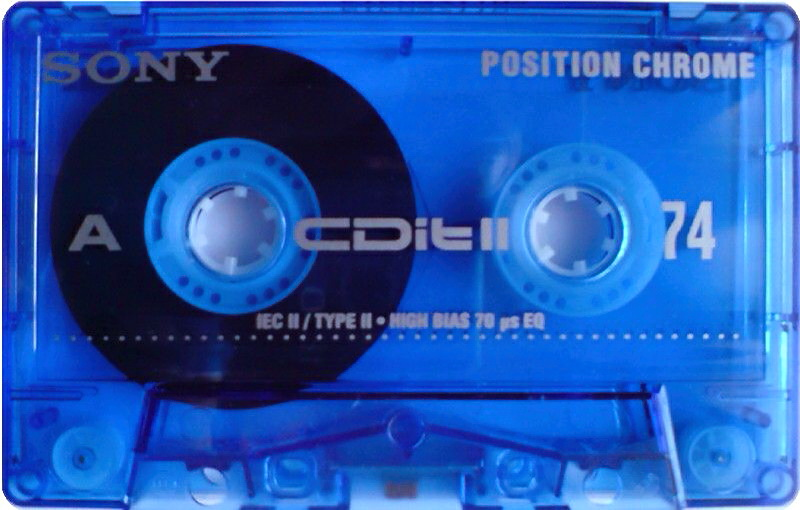 SONY POSITION CHROME
A CDit II 74
IEC II / TYPE II • HIGH BIAS 70 µs EQ